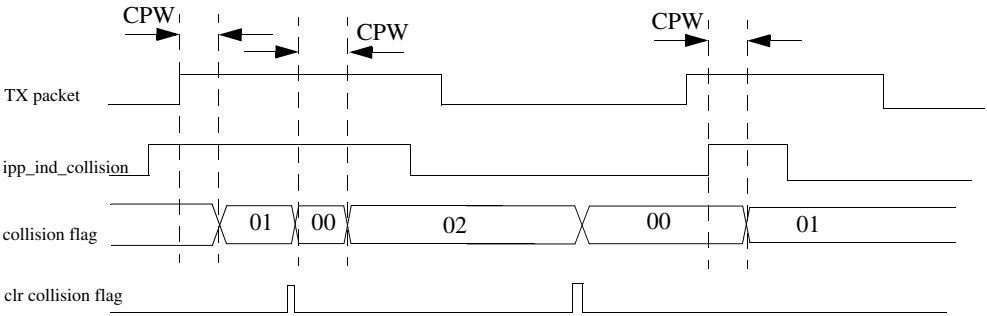 CPW
CPW
CPW
TX packet
ipp_ind_collision
collision flag
01
00
02
00
01
clr collision flag